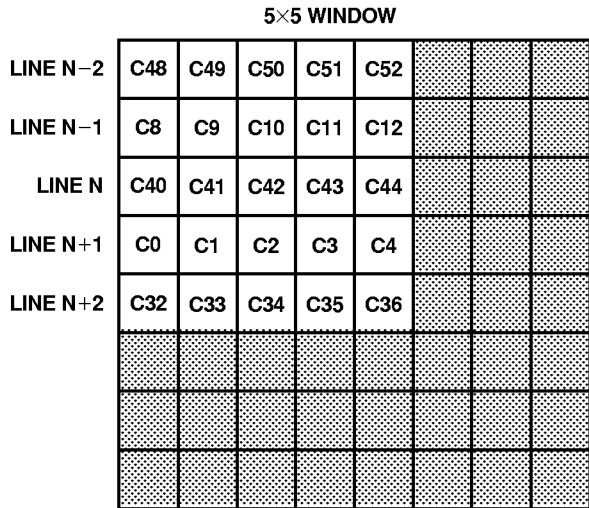 5×5 WINDOW
LINE N−2 C48 C49 C50 C51 C52
LINE N−1 C8 C9 C10 C11 C12
LINE N C40 C41 C42 C43 C44
LINE N+1 C0 C1 C2 C3 C4
LINE N+2 C32 C33 C34 C35 C36